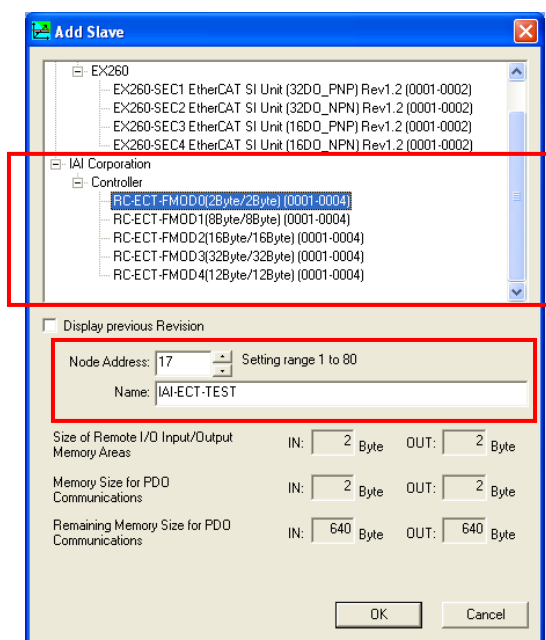 Add Slave
EX260
EX260-SEC1 EtherCAT SI Unit (32DO_PNP) Rev1.2 (0001-0002)
EX260-SEC2 EtherCAT SI Unit (32DO_NPN) Rev1.2 (0001-0002)
EX260-SEC3 EtherCAT SI Unit (16DO_PNP) Rev1.2 (0001-0002)
EX260-SEC4 EtherCAT SI Unit (16DO_NPN) Rev1.2 (0001-0002)
IAI Corporation
Controller
RC-ECT-FMOD0(2Byte/2Byte) (0001-0004)
RC-ECT-FMOD1(8Byte/8Byte) (0001-0004)
RC-ECT-FMOD2(16Byte/16Byte) (0001-0004)
RC-ECT-FMOD3(32Byte/32Byte) (0001-0004)
RC-ECT-FMOD4(12Byte/12Byte) (0001-0004)
Display previous Revision
Node Address: 17 Setting range 1 to 80
Name: IAI-ECT-TEST
Size of Remote I/O Input/Output
Memory Areas IN: 2 Byte OUT: 2 Byte
Memory Size for PDO
Communications IN: 2 Byte OUT: 2 Byte
Remaining Memory Size for PDO
Communications IN: 640 Byte OUT: 640 Byte
OK Cancel